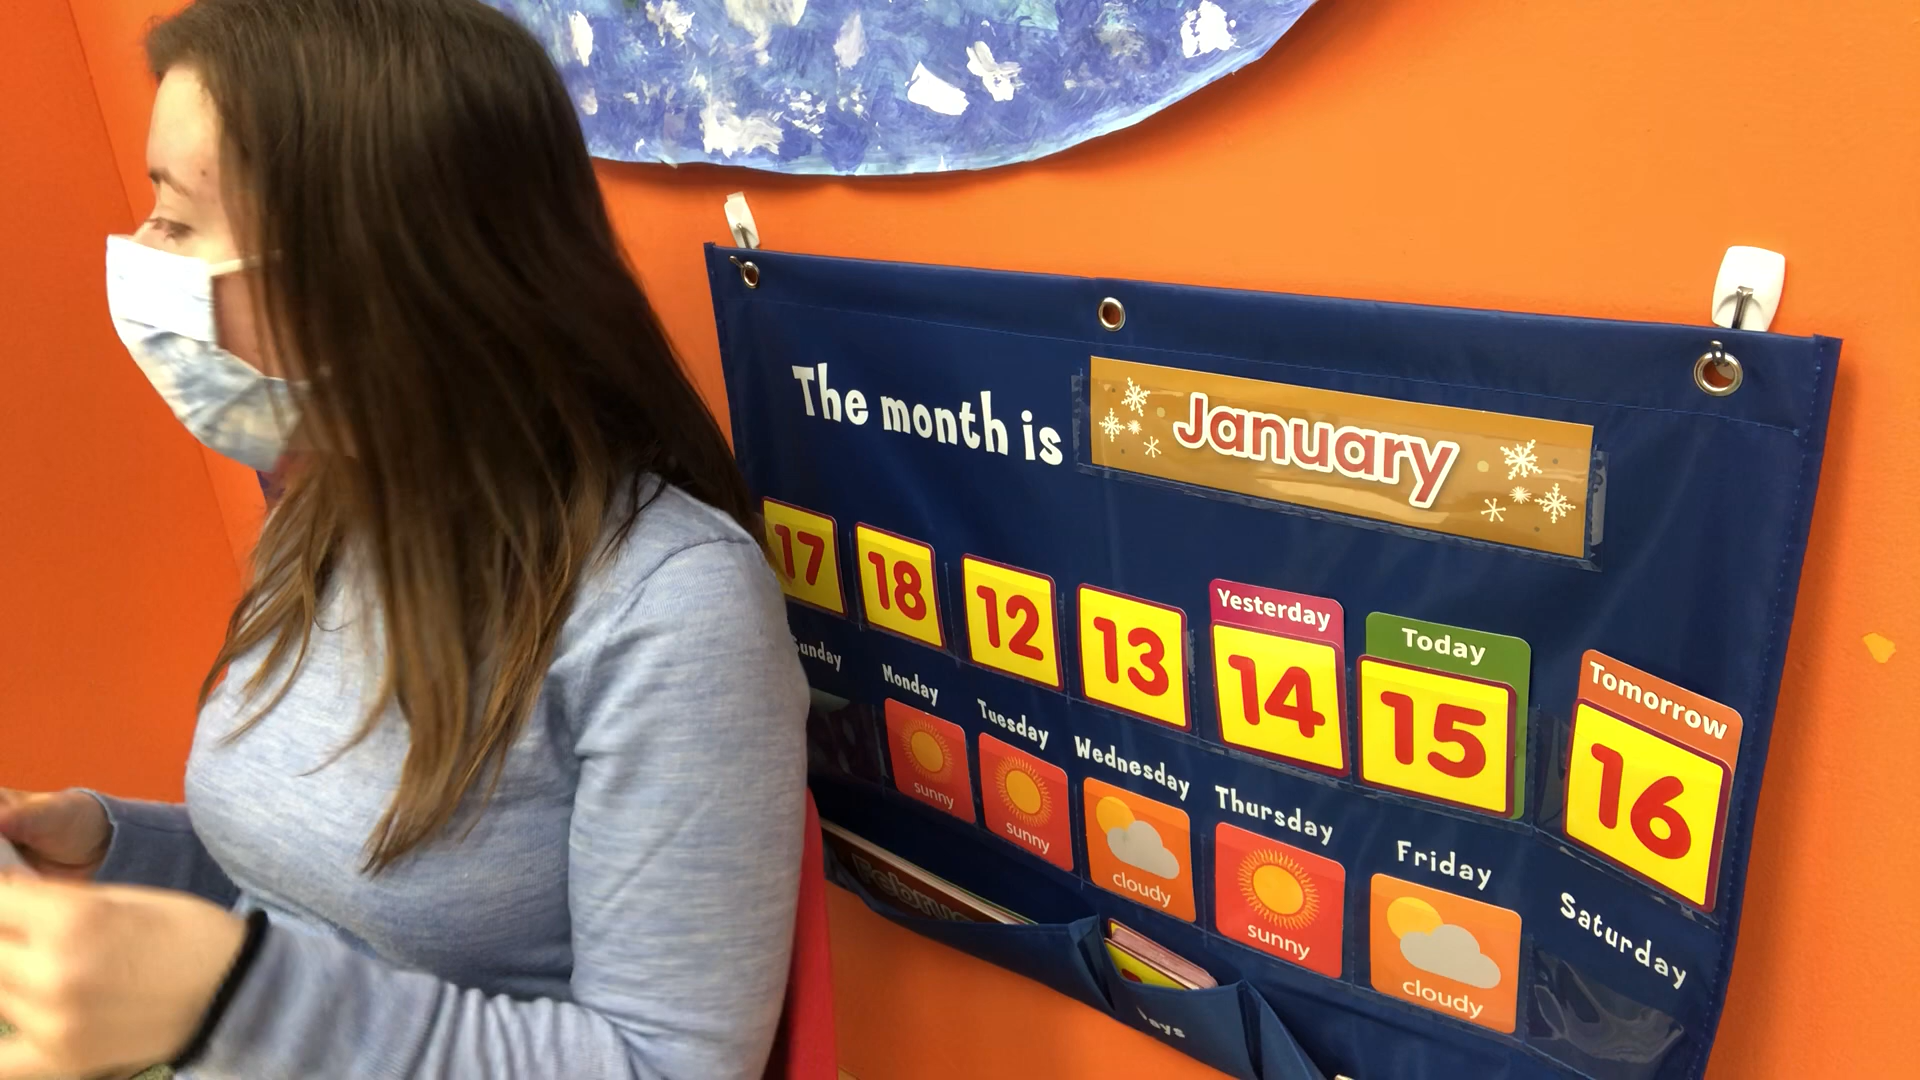 The month is January
17 18 12 13 Yesterday 14 Today 15 Tomorrow 16
Sunday Monday Tuesday Wednesday Thursday Friday Saturday
sunny sunny cloudy sunny cloudy